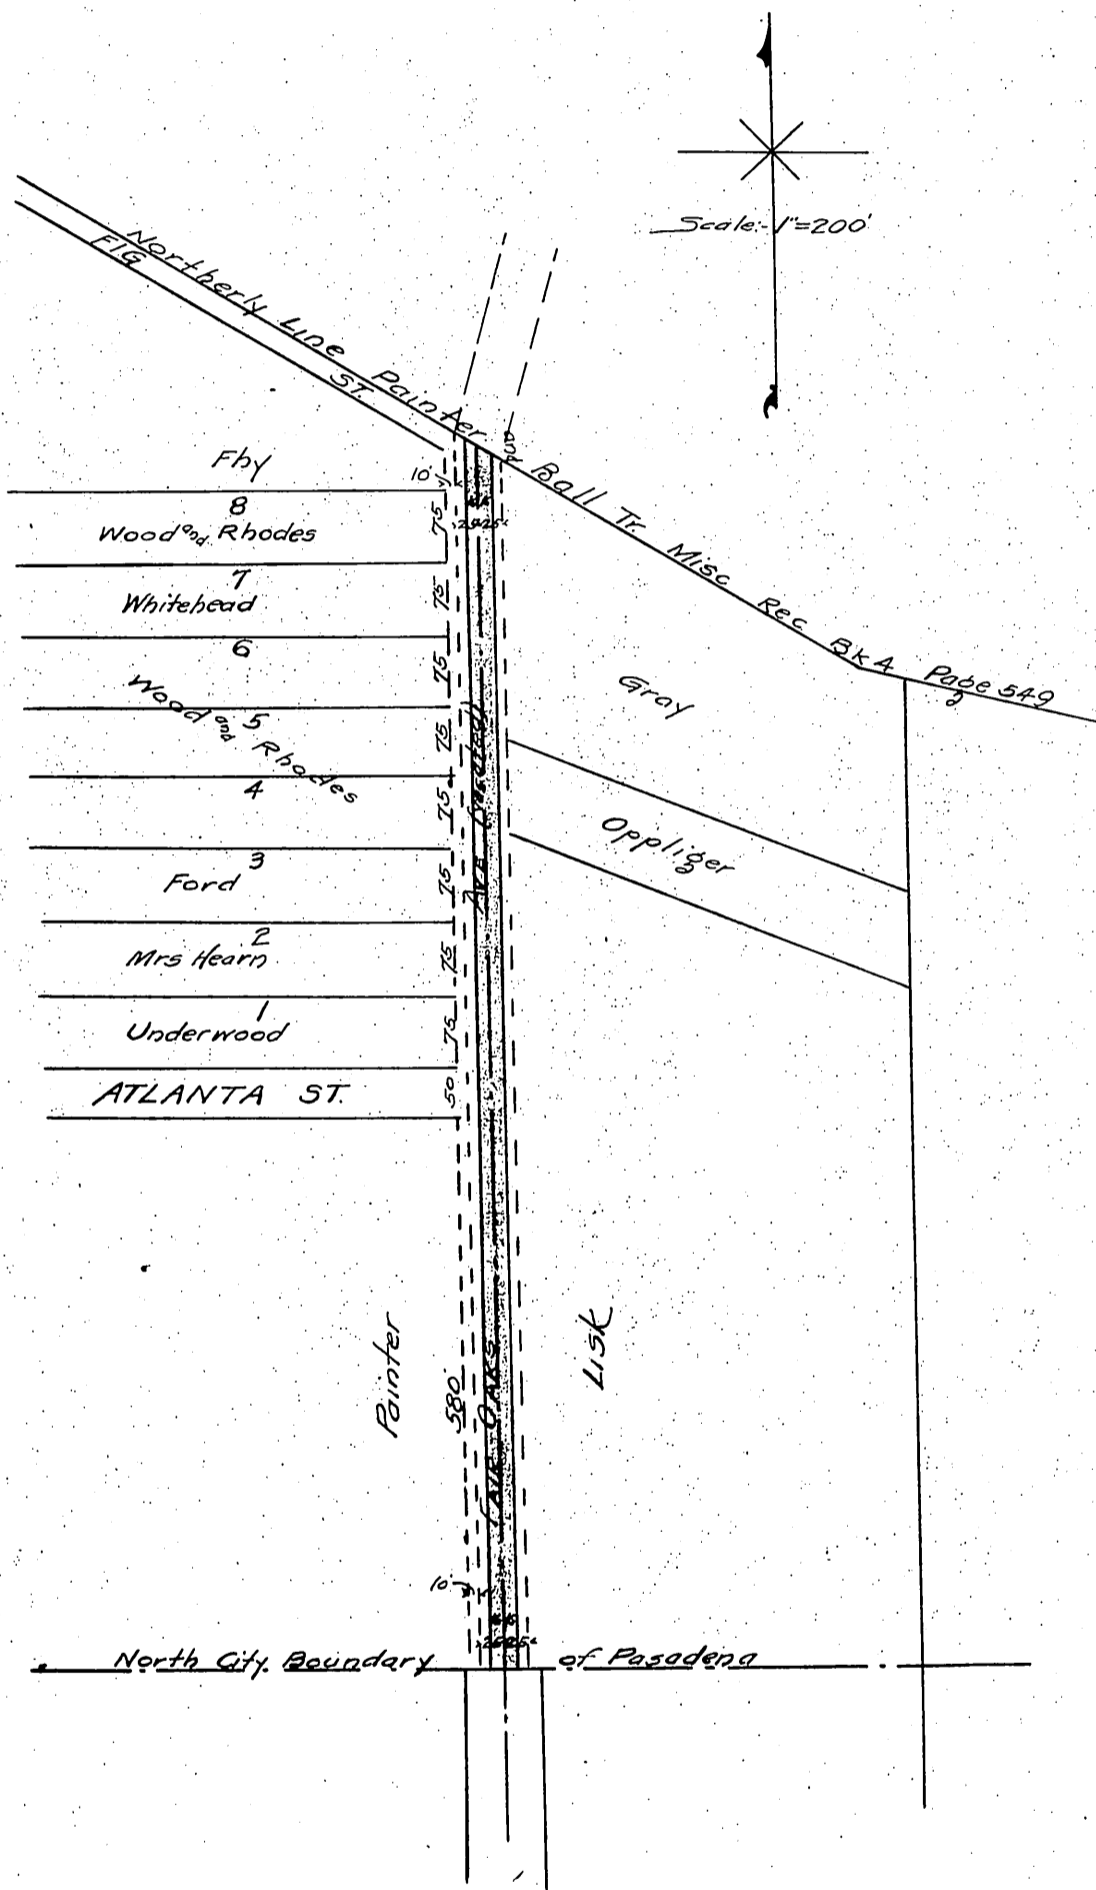 Scale:- 1"=200'
Northerly Line Painter & Ball Tr. Misc Rec Bk 4 Page 549
FIG ST.
Fhy
10'
8
Wood and Rhodes
75
7
Whitehead
75
6
75
Wood and Rhodes
5
75
4
75
3
Ford
75
2
Mrs Hearn
75
1
Underwood
75
ATLANTA ST.
50
Gray
Oppliger
FAIR OAKS AVE (Vacated)
Painter
580'
Lisk
10'
North City Boundary of Pasadena